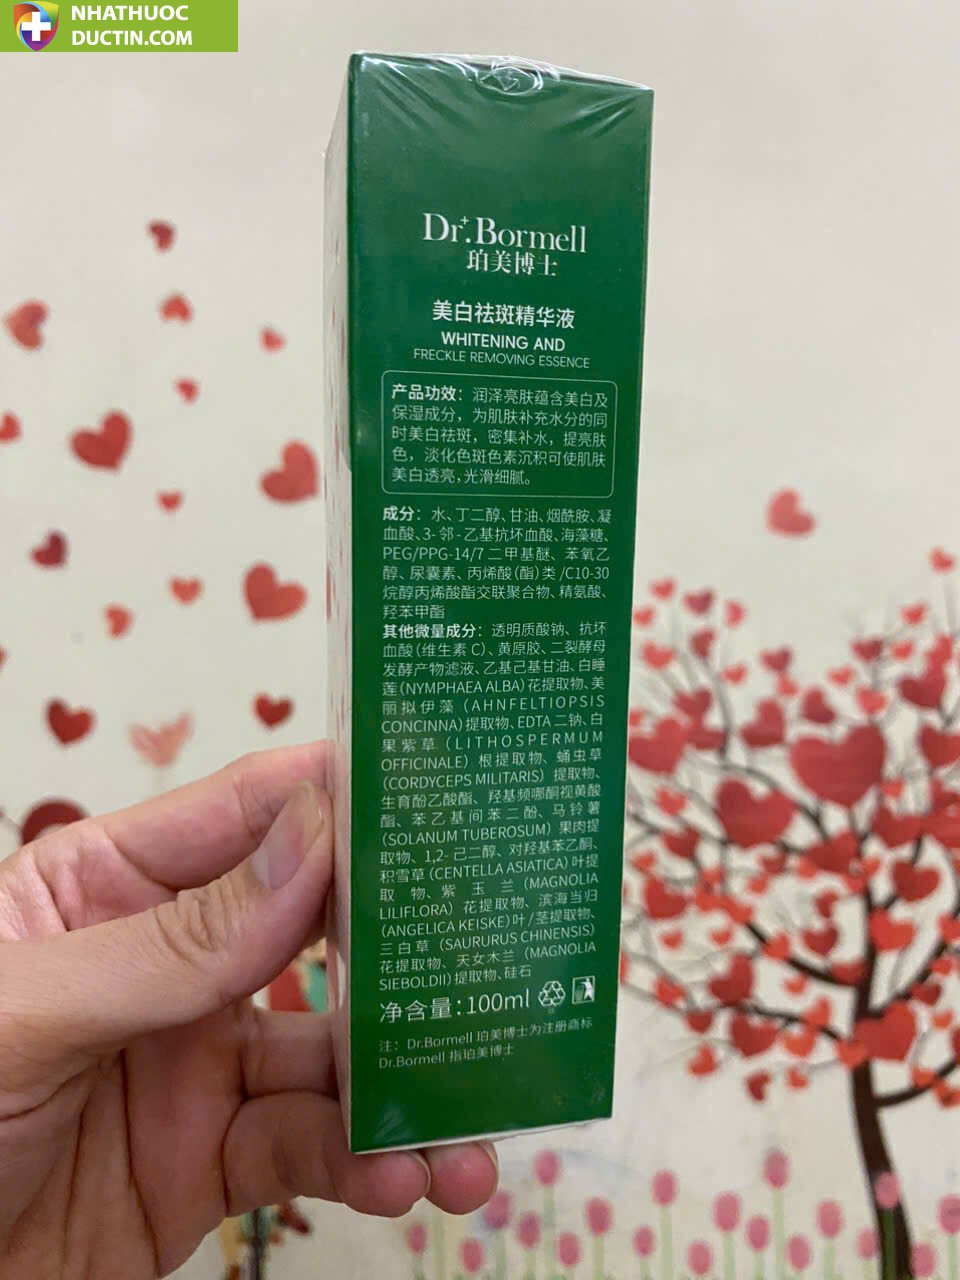 NHATHUOC
DUCTIN.COM
Dr.Bormell
珀美博士
美白祛斑精华液
WHITENING AND
FRECKLE REMOVING ESSENCE
产品功效：润泽亮肤蕴含美白及
保湿成分，为肌肤补充水分的同
时美白祛斑，密集补水，提亮肤
色，淡化色斑色素沉积可使肌肤
美白透亮，光滑细腻。
成分：水、丁二醇、甘油、烟酰胺、凝
血酸、3-邻-乙基抗坏血酸、海藻糖、
PEG/PPG-14/7 二甲基醚、苯氧乙
醇、尿囊素、丙烯酸(酯)类/C10-30
烷醇丙烯酸酯交联聚合物、精氨酸、
羟苯甲酯
其他微量成分：透明质酸钠、抗坏
血酸(维生素C)、黄原胶、二裂酵母
发酵产物滤液、乙基己基甘油、白睡
莲(NYMPHAEA ALBA)花提取物、美
丽拟伊藻(AHNFELTIOPSIS
CONCINNA)提取物、EDTA二钠、白
果紫草(LITHOSPERMUM
OFFICINALE)根提取物、蛹虫草
(CORDYCEPS MILITARIS)提取物、
生育酚乙酸酯、羟基频哪酮视黄酸
酯、苯乙基间苯二酚、马铃薯
(SOLANUM TUBEROSUM)果肉提
取物、1,2-己二醇、对羟基苯乙酮、
积雪草(CENTELLA ASIATICA)叶提
取物、紫玉兰(MAGNOLIA
LILIFLORA)花提取物、滨海当归
(ANGELICA KEISKE)叶/茎提取物、
三白草(SAURURUS CHINENSIS)
花提取物、天女木兰(MAGNOLIA
SIEBOLDII)提取物、硅石
净含量：100ml
注：Dr.Bormell 珀美博士为注册商标
Dr.Bormell 指珀美博士